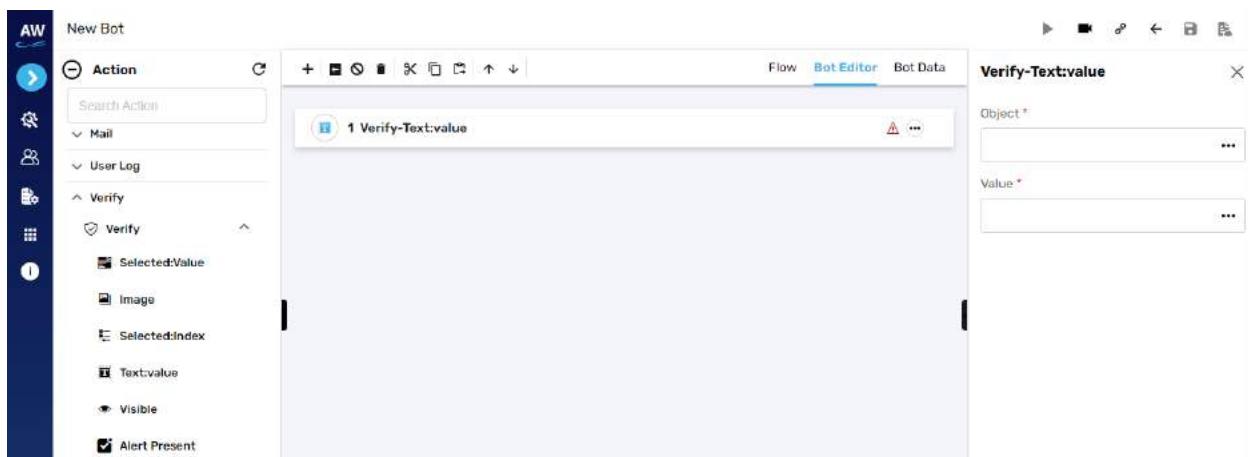 AW
New Bot
Action
Search Action
Mail
User Log
Verify
Verify
Selected:Value
Image
Selected:Index
Text:value
Visible
Alert Present
Flow Bot Editor Bot Data
1 Verify-Text:value
Verify-Text:value
Object *
Value *